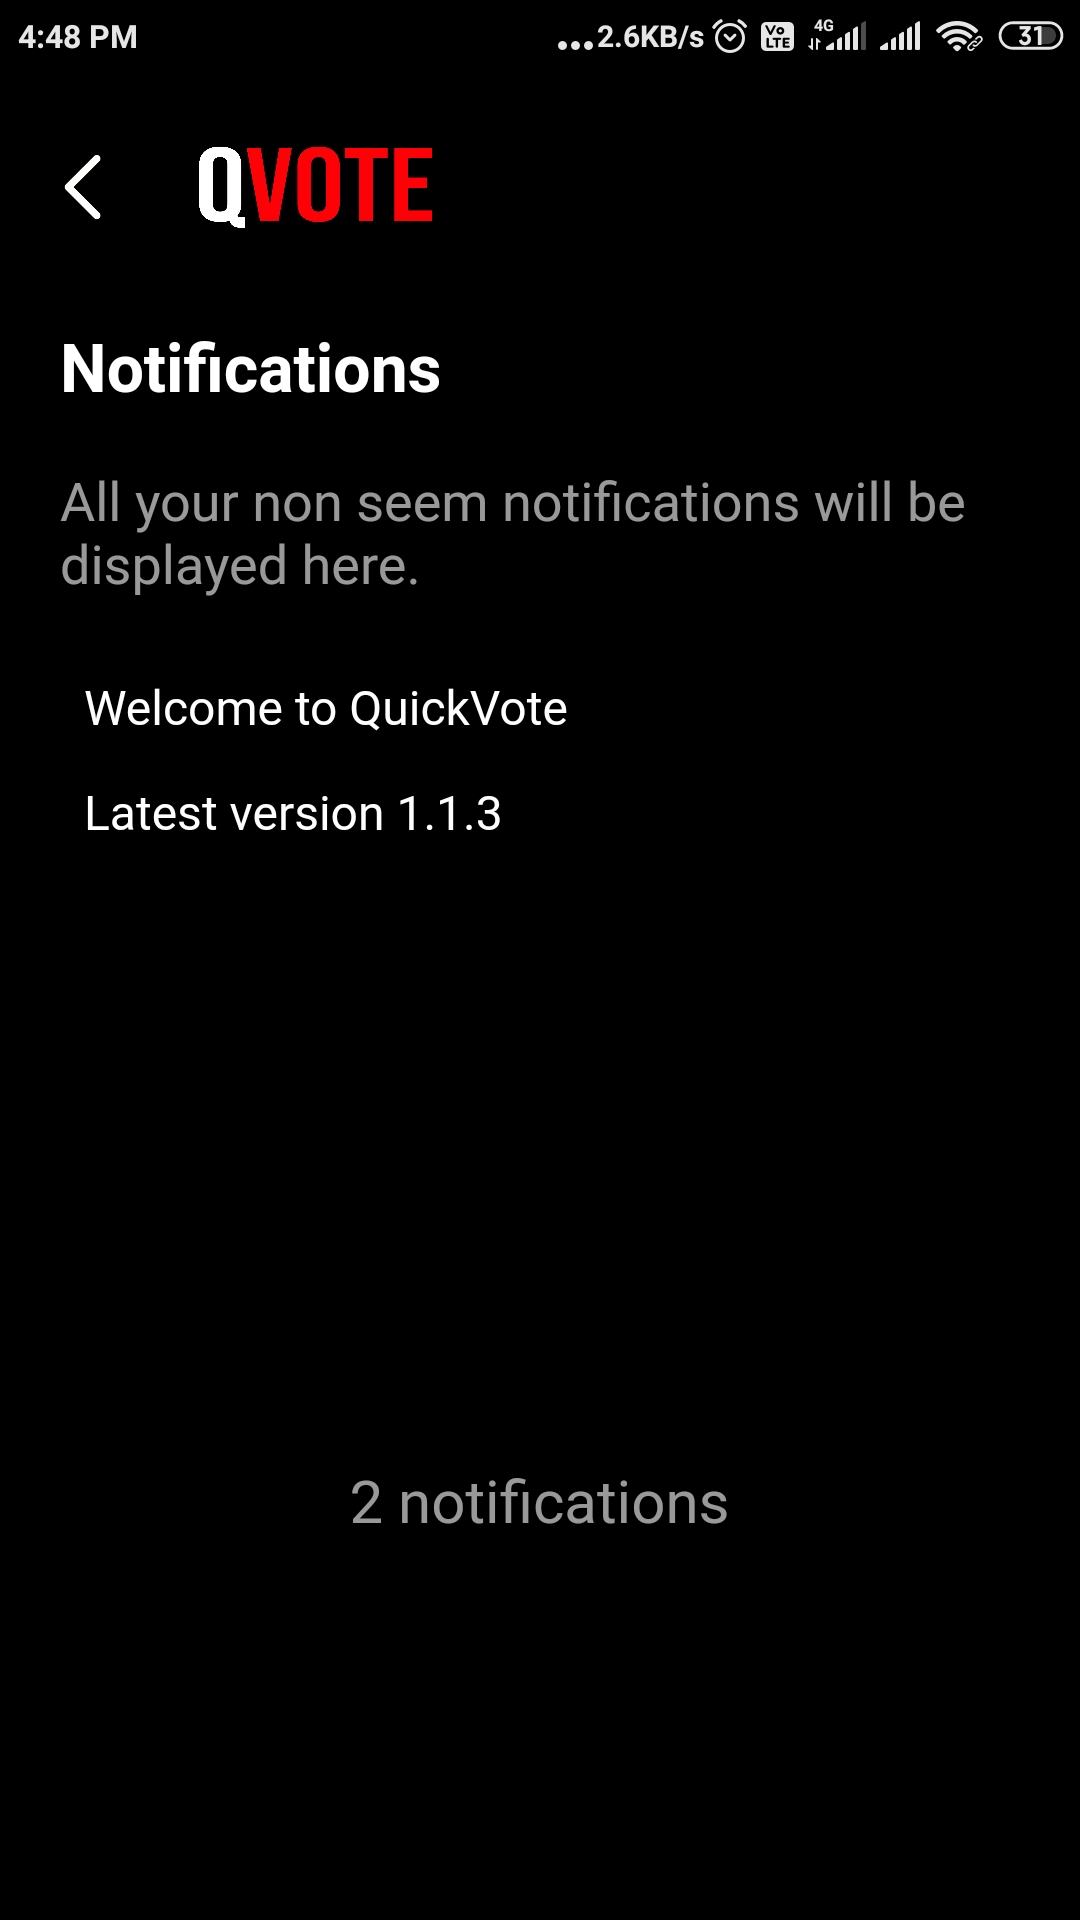 4:48 PM
...2.6KB/s
Vo
LTE
4G
31
QVOTE
Notifications
All your non seem notifications will be
displayed here.
Welcome to QuickVote
Latest version 1.1.3
2 notifications